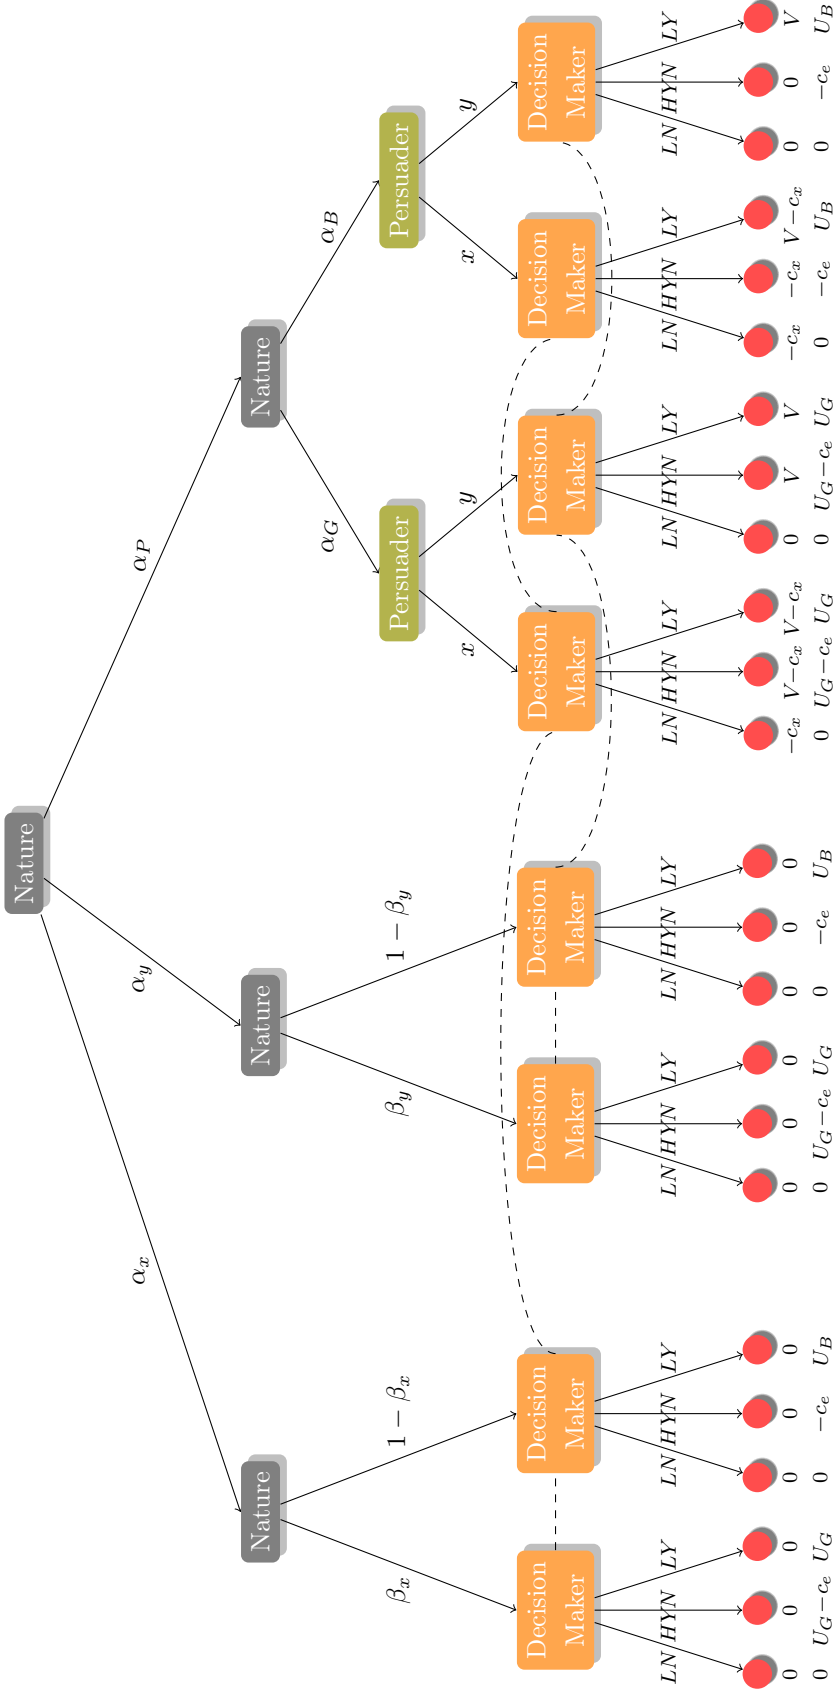 Nature
α_x α_y α_P
Nature Nature Nature
α_G α_B
β_x 1 − β_x β_y 1 − β_y Persuader Persuader
x y x y
Decision Decision Decision Decision Decision Decision Decision Decision
Maker Maker Maker Maker Maker Maker Maker Maker
LN HYN LY LN HYN LY LN HYN LY LN HYN LY LN HYN LY LN HYN LY LN HYN LY LN HYN LY
0 0 0 0 0 0 0 0 0 0 0 0 −c_x V−c_x V−c_x 0 V V −c_x −c_x V−c_x 0 0 V
0 U_G−c_e U_G 0 −c_e U_B 0 U_G−c_e U_G 0 −c_e U_B 0 U_G−c_e U_G 0 U_G−c_e U_G 0 −c_e U_B 0 −c_e U_B